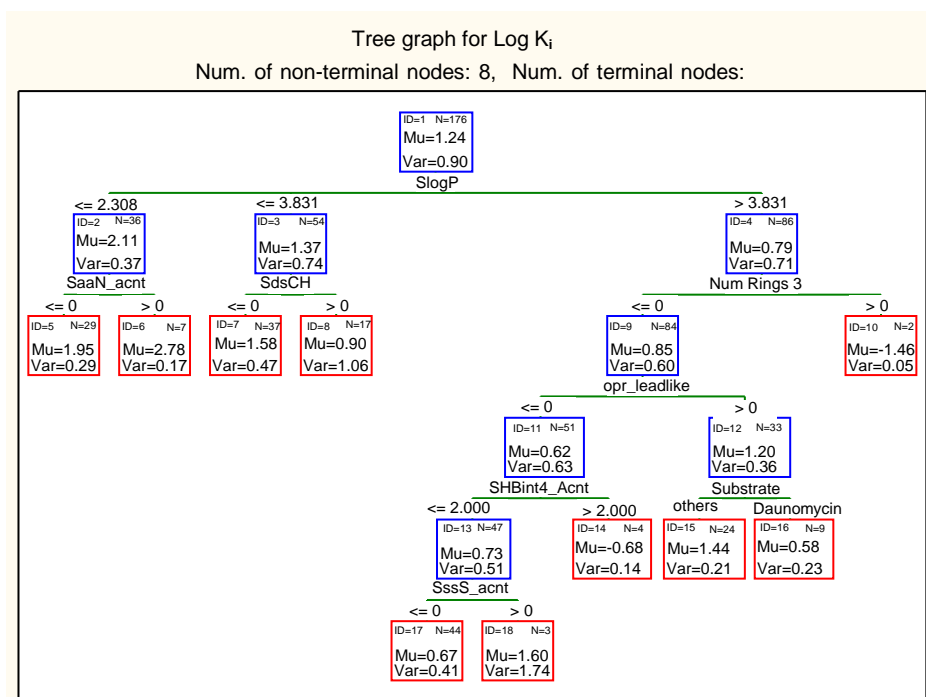 Tree graph for Log Ki
Num. of non-terminal nodes: 8, Num. of terminal nodes:
ID=1 N=176
Mu=1.24
Var=0.90
SlogP
<= 2.308 <= 3.831 > 3.831
ID=2 N=36 ID=3 N=54 ID=4 N=86
Mu=2.11 Mu=1.37 Mu=0.79
Var=0.37 Var=0.74 Var=0.71
SaaN_acnt SdsCH Num Rings 3
<= 0 > 0 <= 0 > 0 <= 0 > 0
ID=5 N=29 ID=6 N=7 ID=7 N=37 ID=8 N=17 ID=9 N=84 ID=10 N=2
Mu=1.95 Mu=2.78 Mu=1.58 Mu=0.90 Mu=0.85 Mu=-1.46
Var=0.29 Var=0.17 Var=0.47 Var=1.06 Var=0.60 Var=0.05
opr_leadlike
<= 0 > 0
ID=11 N=51 ID=12 N=33
Mu=0.62 Mu=1.20
Var=0.63 Var=0.36
SHBint4_Acnt Substrate
<= 2.000 > 2.000 others Daunomycin
ID=13 N=47 ID=14 N=4 ID=15 N=24 ID=16 N=9
Mu=0.73 Mu=-0.68 Mu=1.44 Mu=0.58
Var=0.51 Var=0.14 Var=0.21 Var=0.23
SssS_acnt
<= 0 > 0
ID=17 N=44 ID=18 N=3
Mu=0.67 Mu=1.60
Var=0.41 Var=1.74